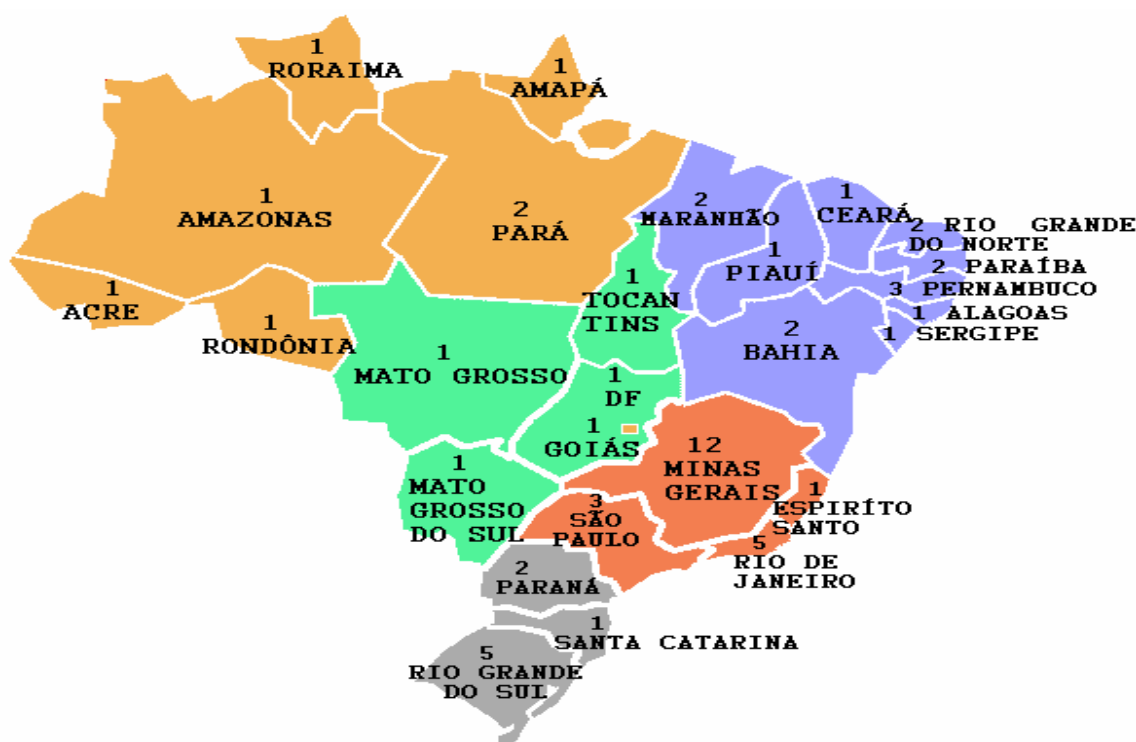 1
RORAIMA
1
AMAPÁ
1
AMAZONAS
2
PARÁ
2
MARANHÃO
1
CEARÁ
2 RIO GRANDE
DO NORTE
1
PIAUÍ
2 PARAÍBA
3 PERNAMBUCO
1 ALAGOAS
1 SERGIPE
1
ACRE
1
RONDÔNIA
1
TOCAN
TINS
2
BAHIA
1
MATO GROSSO
1
DF
1
GOIÁS
12
MINAS
GERAIS
1
MATO
GROSSO
DO SUL
3
SÃO
PAULO
1
ESPIRÍTO
SANTO
5
RIO DE
JANEIRO
2
PARANÁ
1
SANTA CATARINA
5
RIO GRANDE
DO SUL